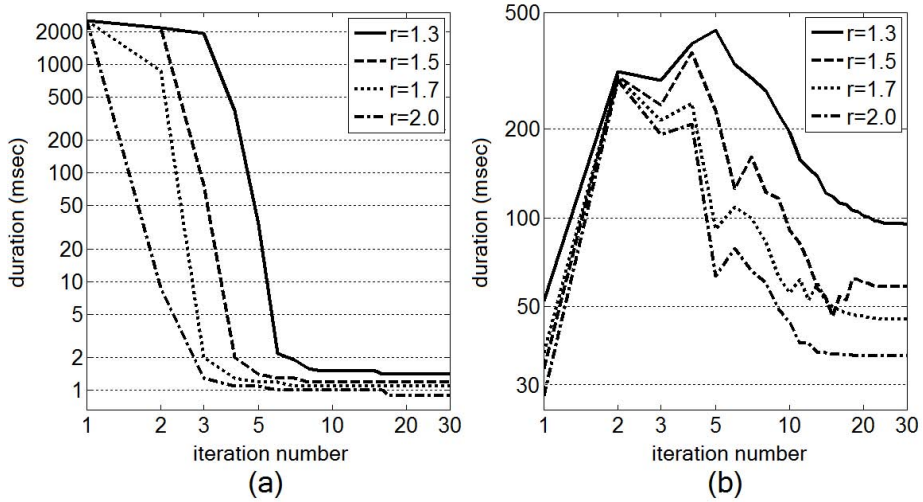 2000
1000
500
200
100
50
20
10
5
2
1
duration (msec)
1 2 3 5 10 20 30
iteration number
r=1.3
r=1.5
r=1.7
r=2.0
(a)
500
200
100
50
30
duration (msec)
1 2 3 5 10 20 30
iteration number
r=1.3
r=1.5
r=1.7
r=2.0
(b)